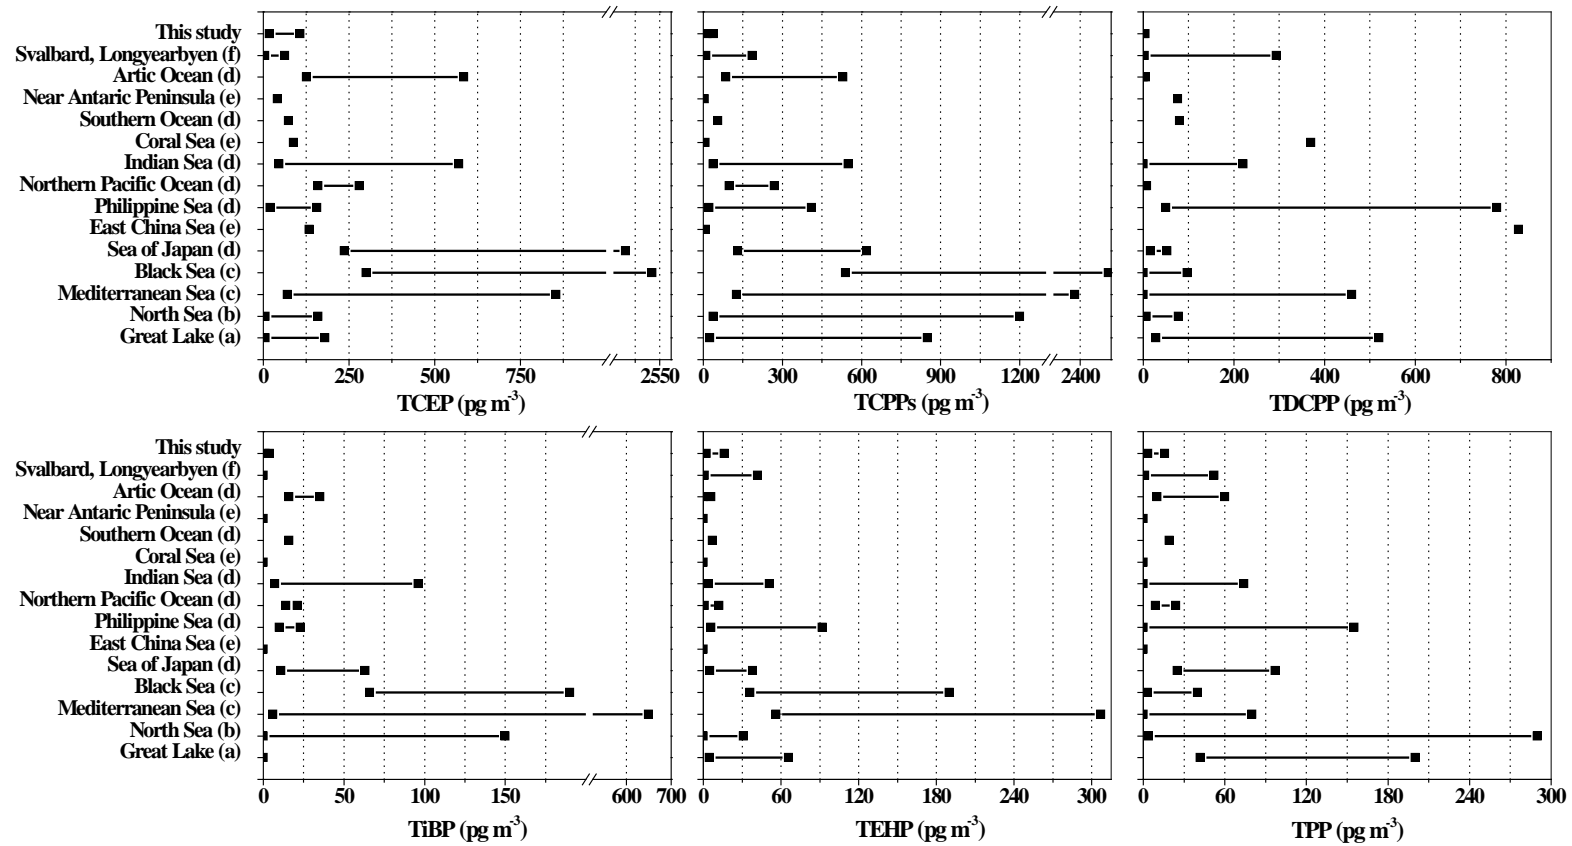 This study
Svalbard, Longyearbyen (f)
Artic Ocean (d)
Near Antaric Peninsula (e)
Southern Ocean (d)
Coral Sea (e)
Indian Sea (d)
Northern Pacific Ocean (d)
Philippine Sea (d)
East China Sea (e)
Sea of Japan (d)
Black Sea (c)
Mediterranean Sea (c)
North Sea (b)
Great Lake (a)
0 250 500 750 2550
TCEP (pg m-3)
0 300 600 900 1200 2400
TCPPs (pg m-3)
0 200 400 600 800
TDCPP (pg m-3)
This study
Svalbard, Longyearbyen (f)
Artic Ocean (d)
Near Antaric Peninsula (e)
Southern Ocean (d)
Coral Sea (e)
Indian Sea (d)
Northern Pacific Ocean (d)
Philippine Sea (d)
East China Sea (e)
Sea of Japan (d)
Black Sea (c)
Mediterranean Sea (c)
North Sea (b)
Great Lake (a)
0 50 100 150 600 700
TiBP (pg m-3)
0 60 120 180 240 300
TEHP (pg m-3)
0 60 120 180 240 300
TPP (pg m-3)